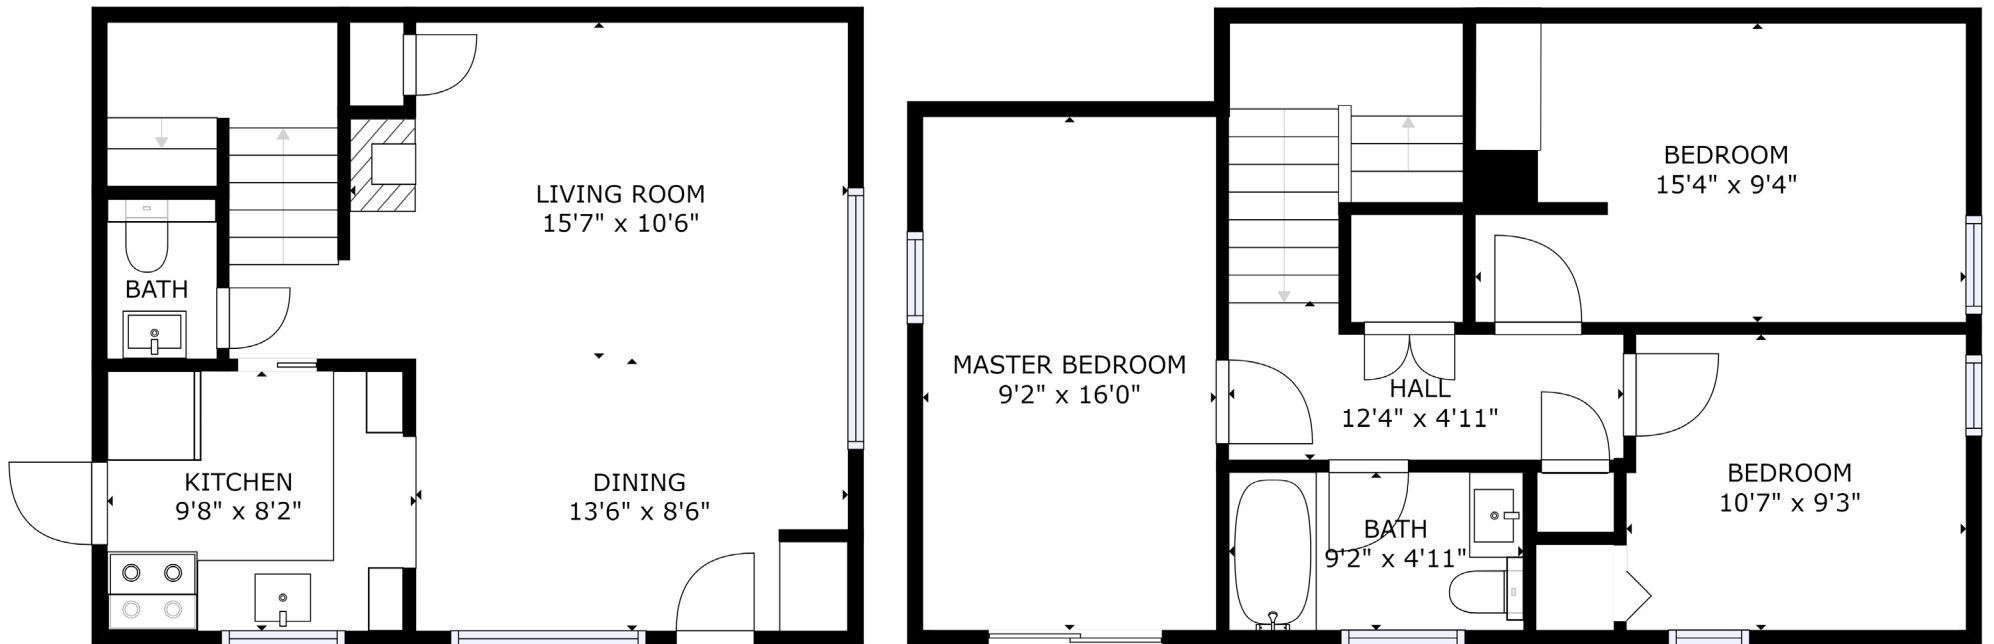 LIVING ROOM
15'7" x 10'6"
BATH
KITCHEN
9'8" x 8'2"
DINING
13'6" x 8'6"
BEDROOM
15'4" x 9'4"
MASTER BEDROOM
9'2" x 16'0"
HALL
12'4" x 4'11"
BEDROOM
10'7" x 9'3"
BATH
9'2" x 4'11"